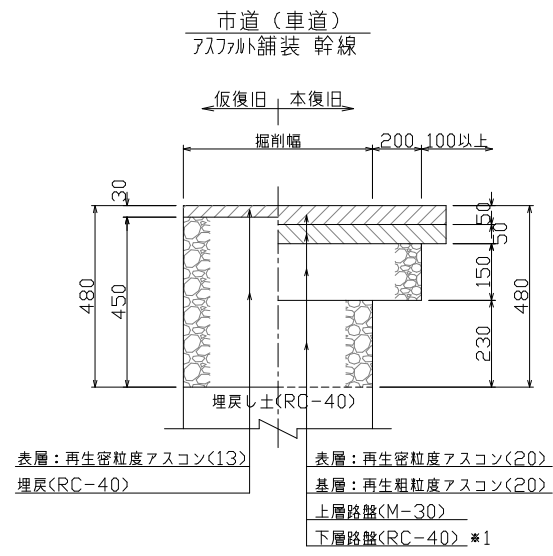 市道（車道）
アスファルト舗装 幹線
仮復旧 本復旧
掘削幅 200 100以上
30
50
50
480
450
150
480
230
埋戻し土(RC-40)
表層：再生密粒度アスコン(13)
埋戻(RC-40)
表層：再生密粒度アスコン(20)
基層：再生粗粒度アスコン(20)
上層路盤(M-30)
下層路盤(RC-40) ※1